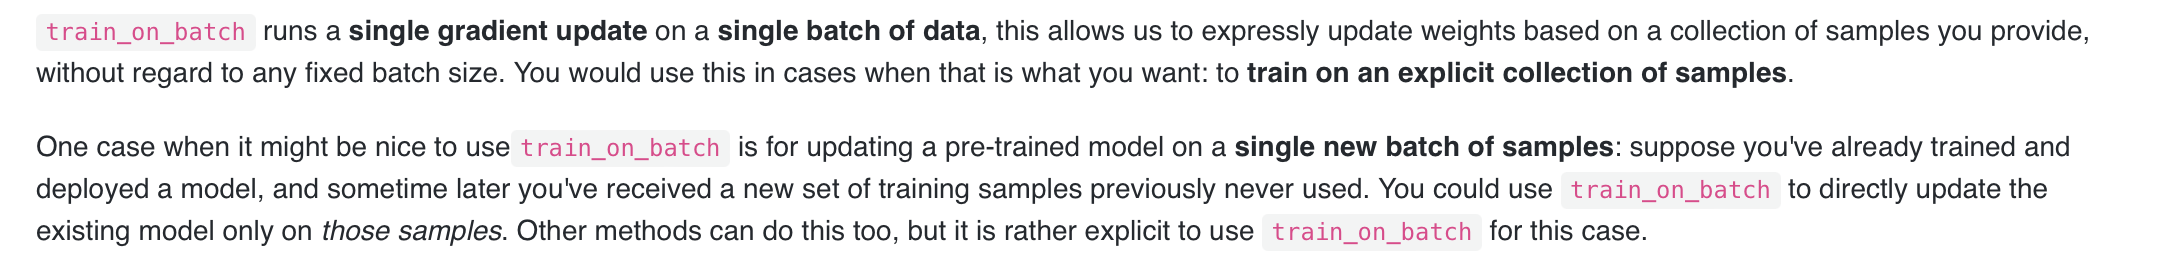 train_on_batch runs a single gradient update on a single batch of data, this allows us to expressly update weights based on a collection of samples you provide,
without regard to any fixed batch size. You would use this in cases when that is what you want: to train on an explicit collection of samples.
One case when it might be nice to use train_on_batch is for updating a pre-trained model on a single new batch of samples: suppose you've already trained and
deployed a model, and sometime later you've received a new set of training samples previously never used. You could use train_on_batch to directly update the
existing model only on those samples. Other methods can do this too, but it is rather explicit to use train_on_batch for this case.